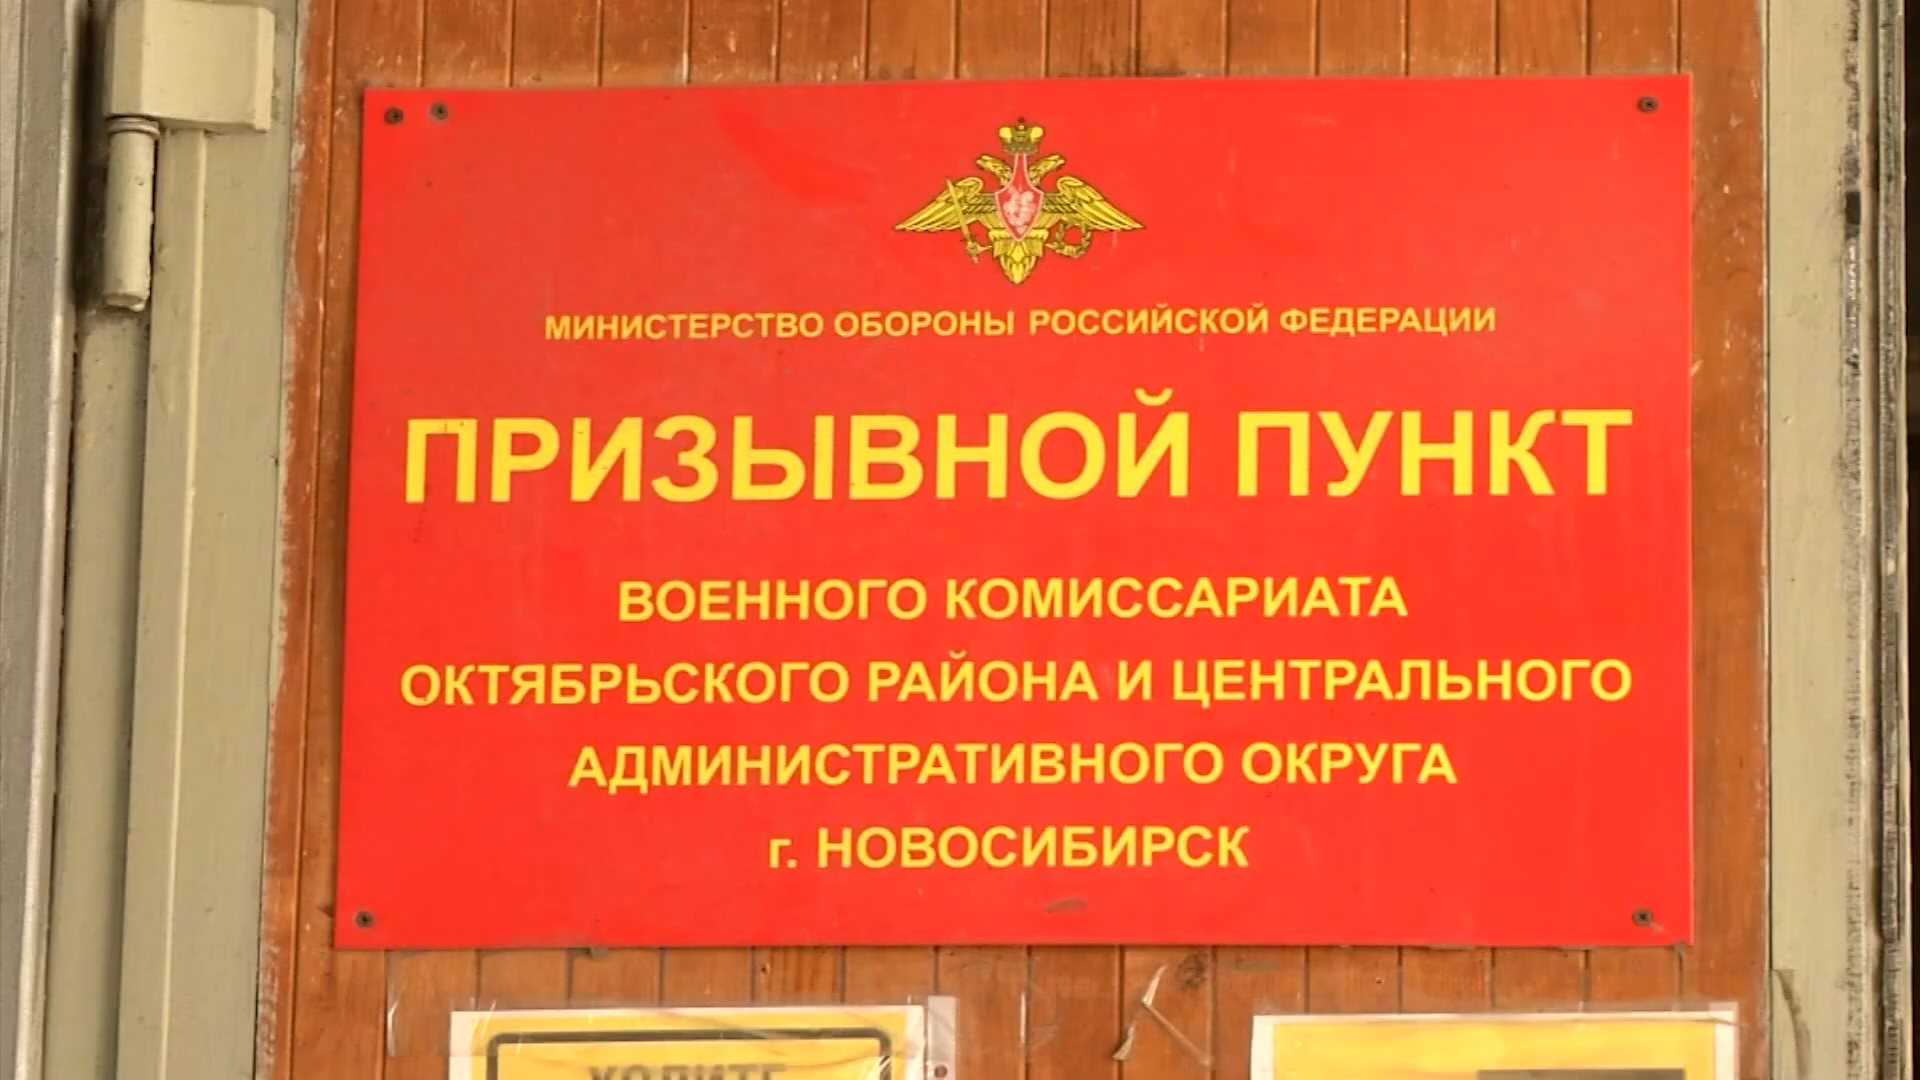 МИНИСТЕРСТВО ОБОРОНЫ РОССИЙСКОЙ ФЕДЕРАЦИИ
ПРИЗЫВНОЙ ПУНКТ
ВОЕННОГО КОМИССАРИАТА
ОКТЯБРЬСКОГО РАЙОНА И ЦЕНТРАЛЬНОГО
АДМИНИСТРАТИВНОГО ОКРУГА
г. НОВОСИБИРСК